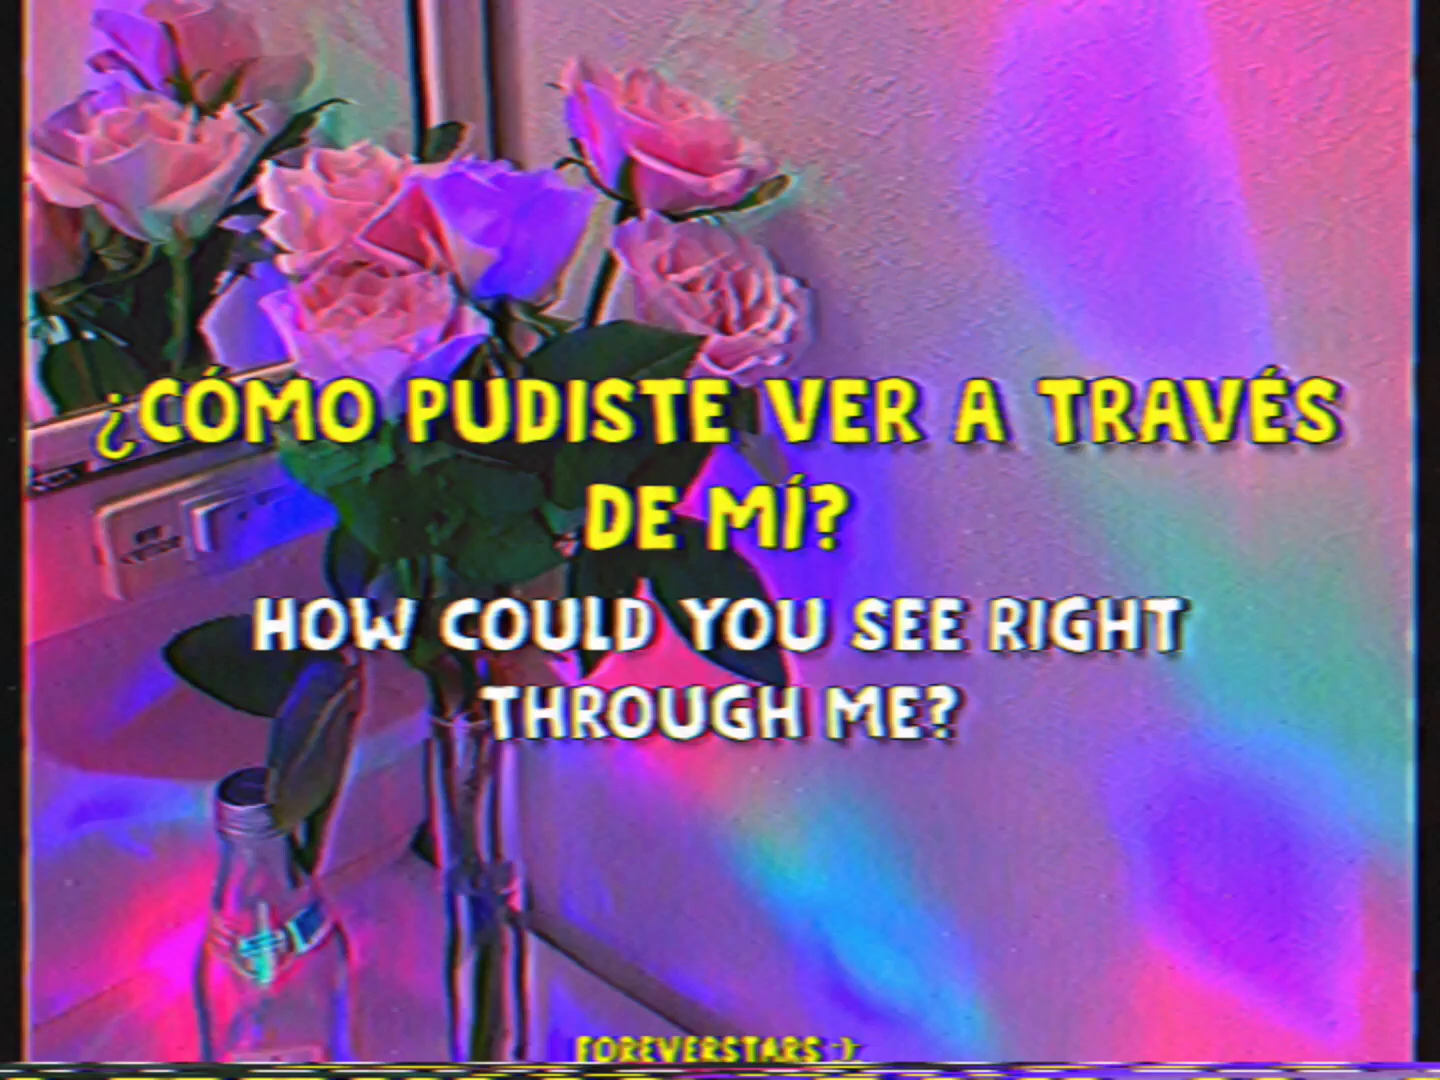 ¿CÓMO PUDISTE VER A TRAVÉS
DE MÍ?
HOW COULD YOU SEE RIGHT
THROUGH ME?
FOREVERSTARS :)